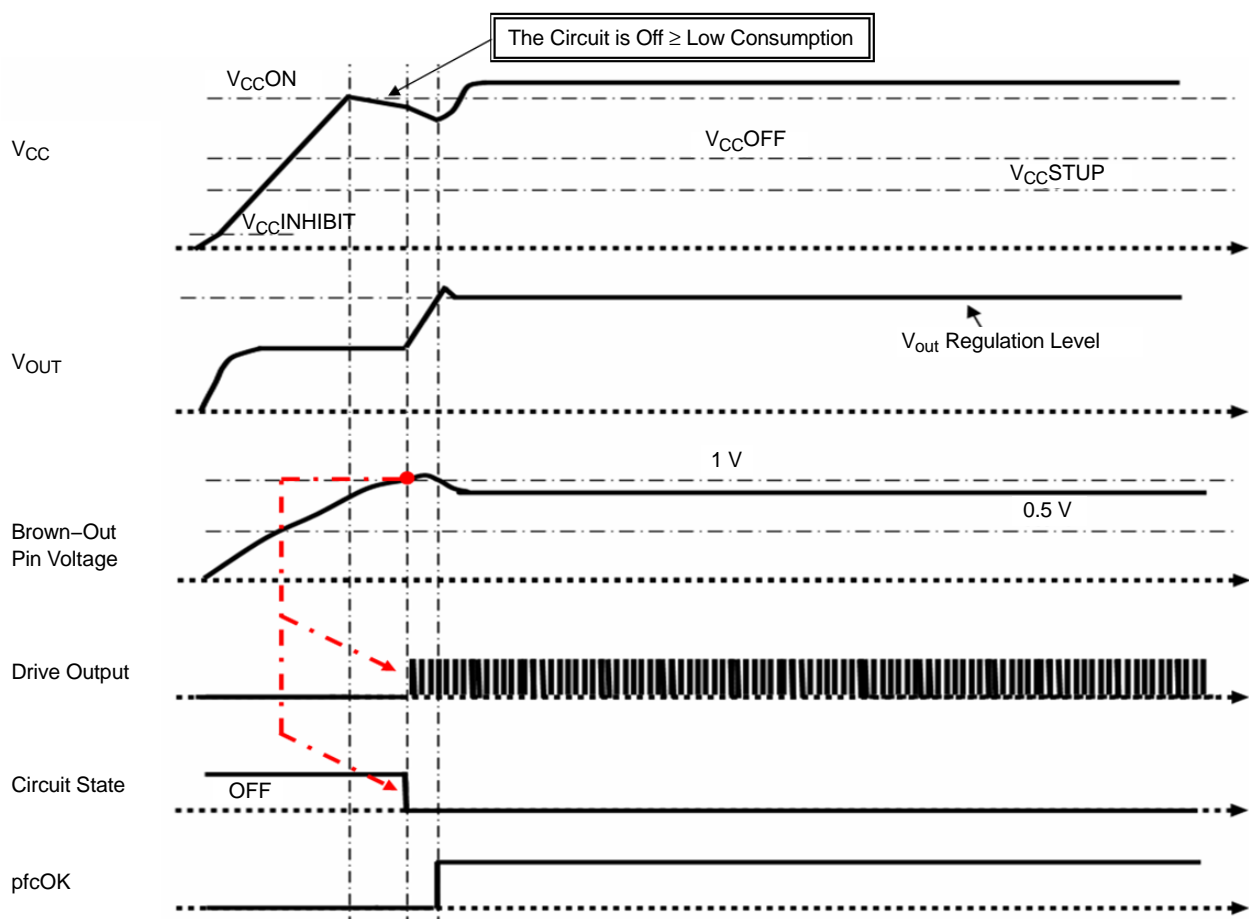 The Circuit is Off ≥ Low Consumption
VCCON
VCC
VCCOFF
VCCSTUP
VCCINHIBIT
Vout Regulation Level
VOUT
1 V
0.5 V
Brown−Out
Pin Voltage
Drive Output
Circuit State
OFF
pfcOK